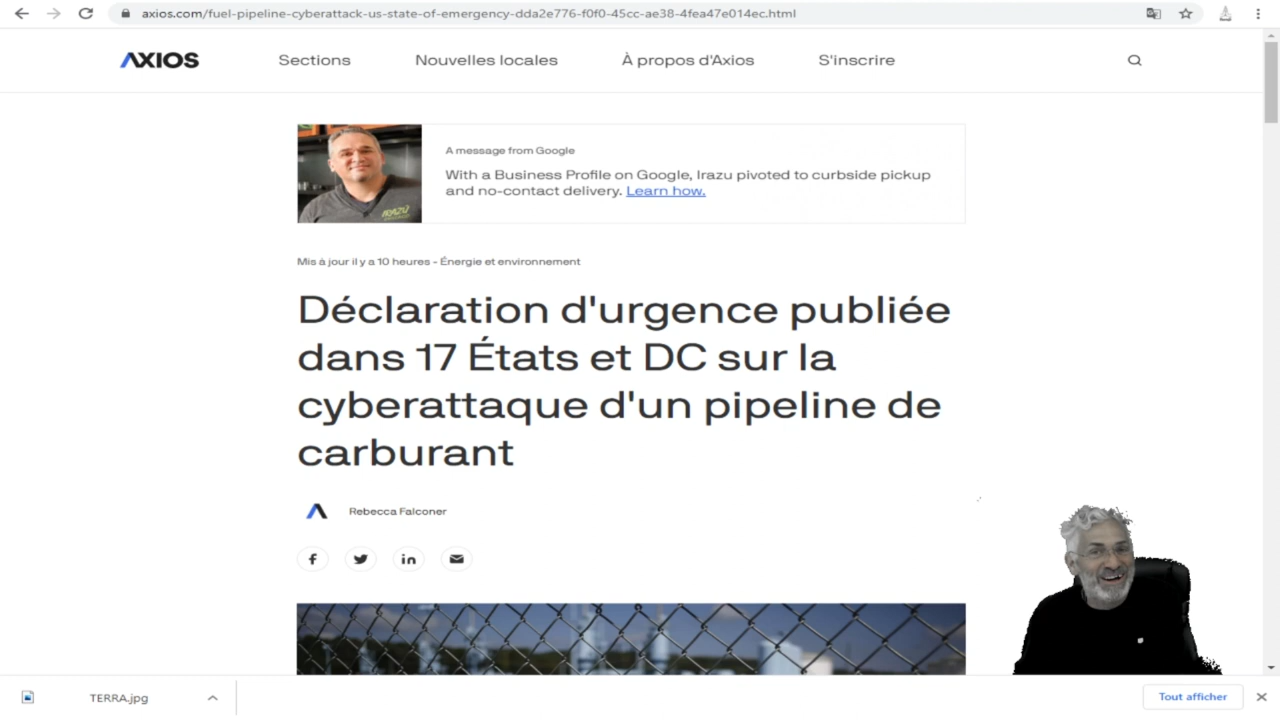 axios.com/fuel-pipeline-cyberattack-us-state-of-emergency-dda2e776-f0f0-45cc-ae38-4fea47e014ec.html
AXIOS
Sections
Nouvelles locales
À propos d'Axios
S'inscrire
A message from Google
With a Business Profile on Google, Irazu pivoted to curbside pickup
and no-contact delivery. Learn how.
IRAZÚ
Mis à jour il y a 10 heures - Énergie et environnement
Déclaration d'urgence publiée
dans 17 États et DC sur la
cyberattaque d'un pipeline de
carburant
Rebecca Falconer
TERRA.jpg
Tout afficher